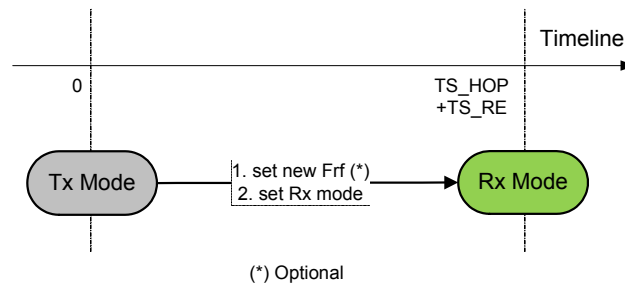 Timeline
0
TS_HOP
+TS_RE
Tx Mode
1. set new Frf (*)
2. set Rx mode
Rx Mode
(*) Optional